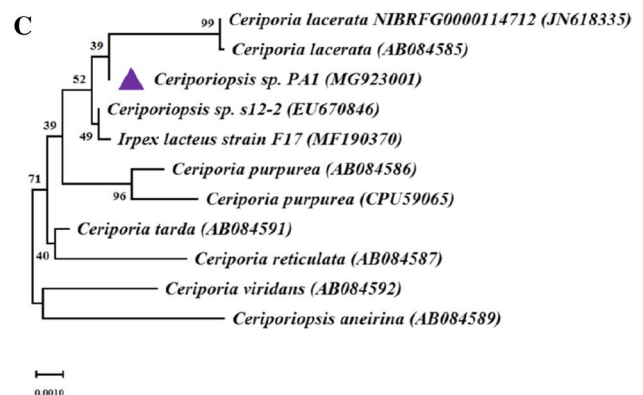 C
99
Ceriporia lacerata NIBRFG0000114712 (JN618335)
39
Ceriporia lacerata (AB084585)
52
Ceriporiopsis sp. PA1 (MG923001)
Ceriporiopsis sp. s12-2 (EU670846)
39
49
Irpex lacteus strain F17 (MF190370)
Ceriporia purpurea (AB084586)
71
96
Ceriporia purpurea (CPU59065)
Ceriporia tarda (AB084591)
40
Ceriporia reticulata (AB084587)
Ceriporia viridans (AB084592)
Ceriporiopsis aneirina (AB084589)
0.0010